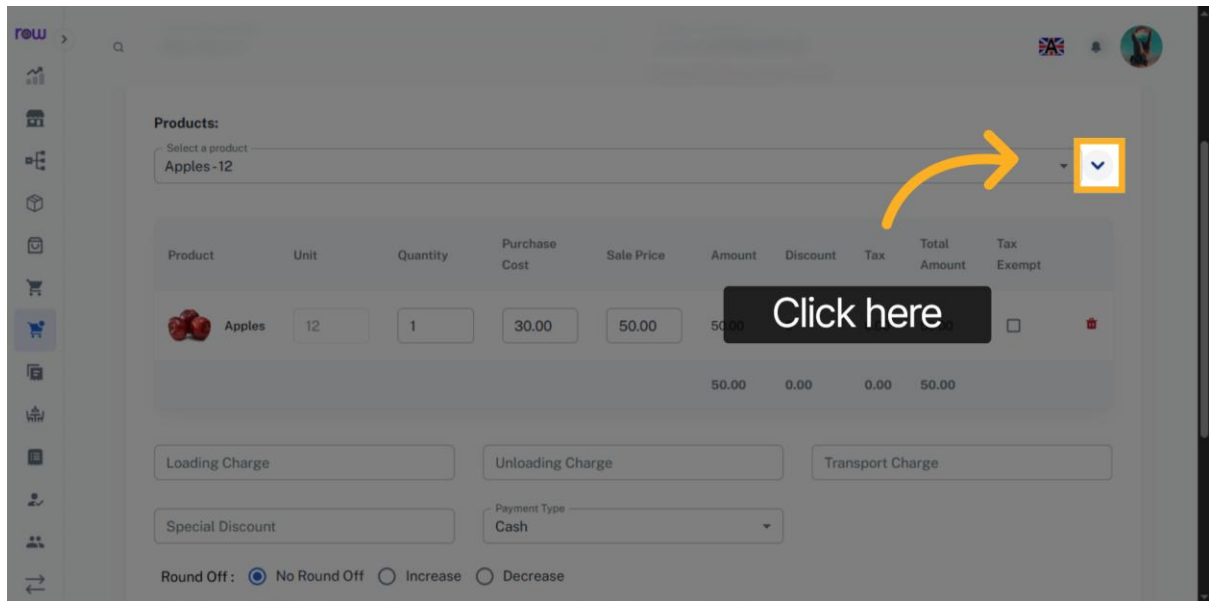 row
Products:
Select a product
Apples - 12
Product Unit Quantity Purchase Cost Sale Price Amount Discount Tax Total Amount Tax Exempt
Apples 12 1 30.00 50.00
Click here
50.00 0.00 0.00 50.00
Loading Charge Unloading Charge Transport Charge
Special Discount Payment Type Cash
Round Off : No Round Off Increase Decrease